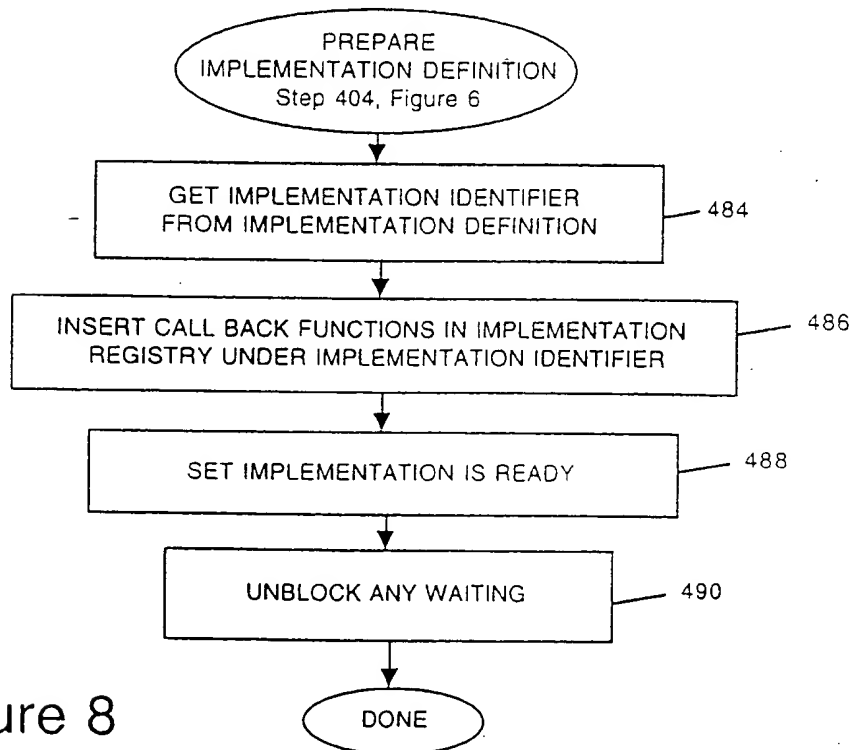 PREPARE
IMPLEMENTATION DEFINITION
Step 404, Figure 6
GET IMPLEMENTATION IDENTIFIER
FROM IMPLEMENTATION DEFINITION
484
INSERT CALL BACK FUNCTIONS IN IMPLEMENTATION
REGISTRY UNDER IMPLEMENTATION IDENTIFIER
486
SET IMPLEMENTATION IS READY
488
UNBLOCK ANY WAITING
490
DONE
ure 8